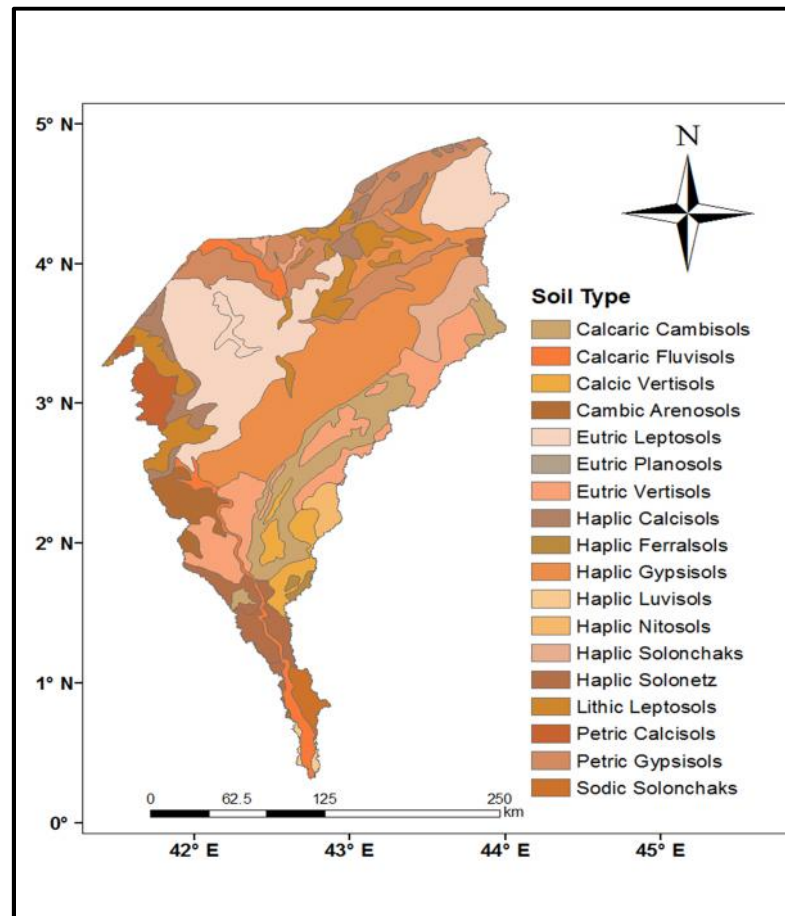 5° N
N
4° N
Soil Type
Calcaric Cambisols
Calcaric Fluvisols
Calcic Vertisols
3° N
Cambic Arenosols
Eutric Leptosols
Eutric Planosols
Eutric Vertisols
Haplic Calcisols
2° N
Haplic Ferralsols
Haplic Gypsisols
Haplic Luvisols
Haplic Nitosols
Haplic Solonchaks
1° N
Haplic Solonetz
Lithic Leptosols
Petric Calcisols
Petric Gypsisols
Sodic Solonchaks
0 62.5 125 250
km
0°
42° E 43° E 44° E 45° E